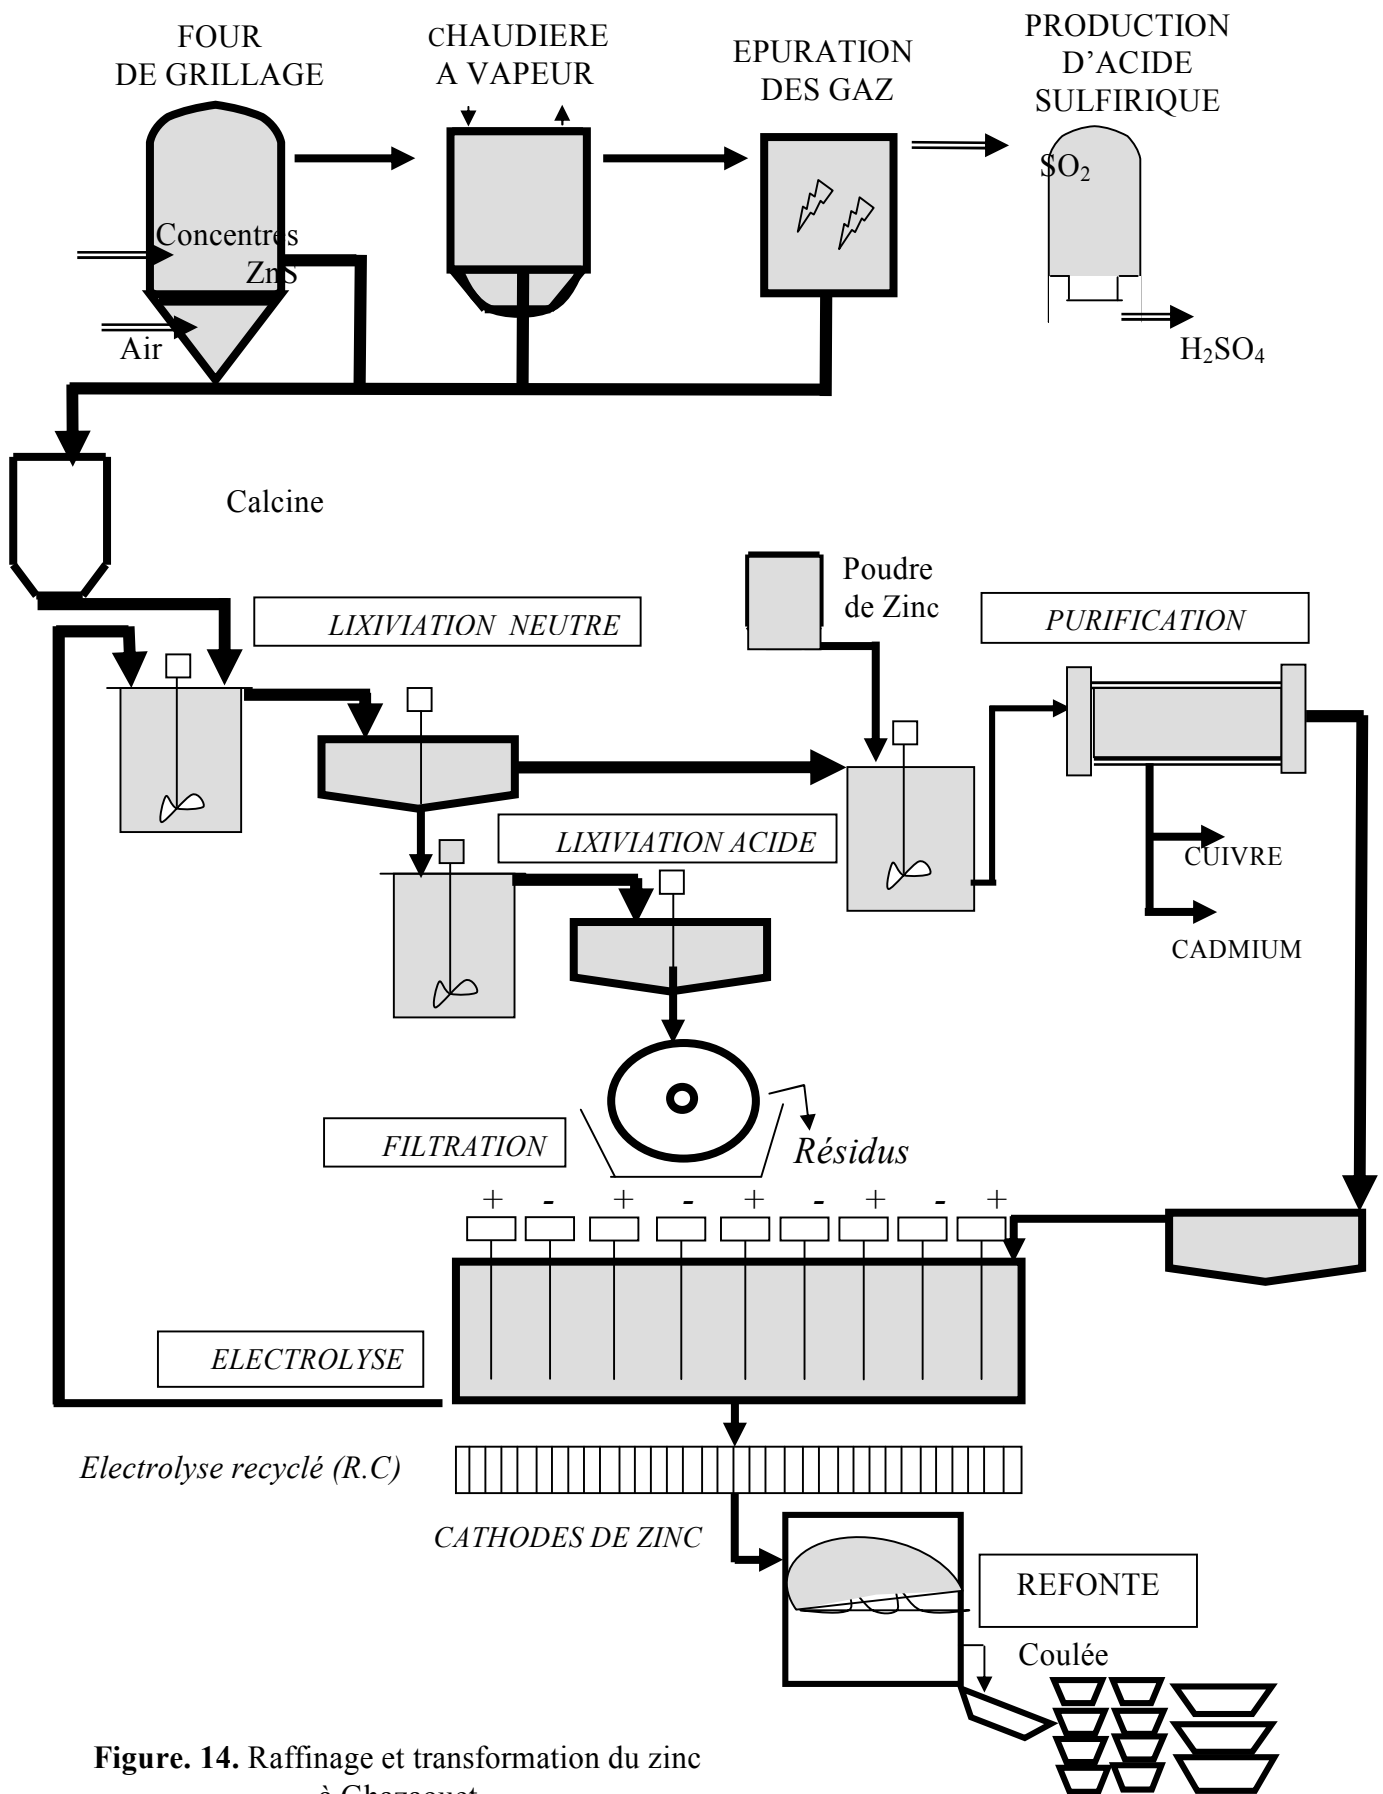 FOUR
DE GRILLAGE
CHAUDIERE
A VAPEUR
EPURATION
DES GAZ
PRODUCTION
D’ACIDE
SULFIRIQUE
SO₂
Concentres
ZnS
Air
H₂SO₄
Calcine
Poudre
de Zinc
LIXIVIATION NEUTRE
PURIFICATION
LIXIVIATION ACIDE
CUIVRE
CADMIUM
FILTRATION
Résidus
+ - + - + - + - +
ELECTROLYSE
Electrolyse recyclé (R.C)
CATHODES DE ZINC
REFONTE
Coulée
Figure. 14. Raffinage et transformation du zinc
à Ghazaouet